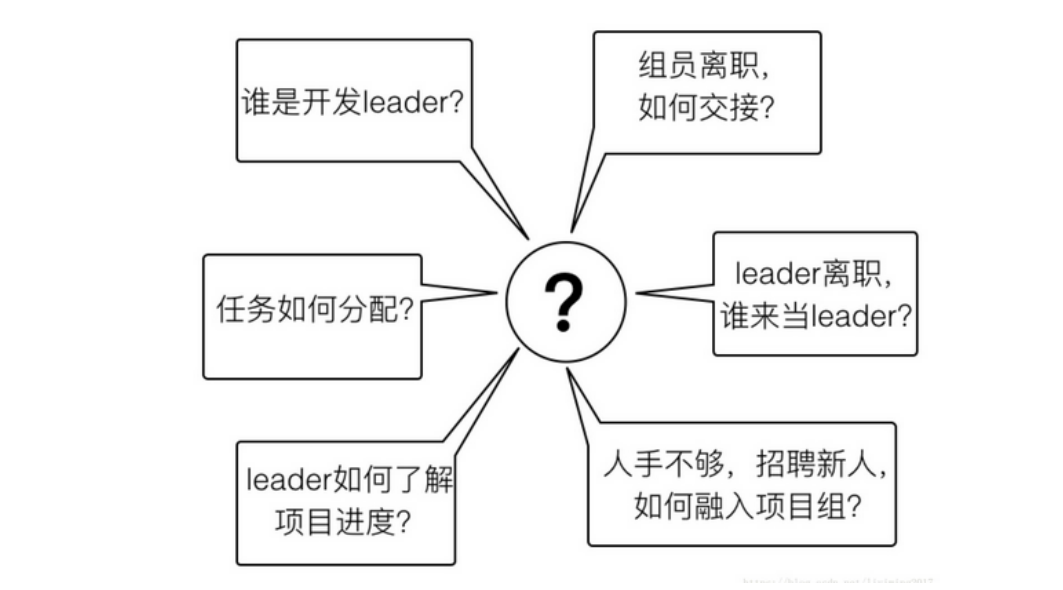 谁是开发leader?
组员离职,
如何交接?
任务如何分配?
leader离职,
谁来当leader?
leader如何了解
项目进度?
人手不够，招聘新人,
如何融入项目组?
?